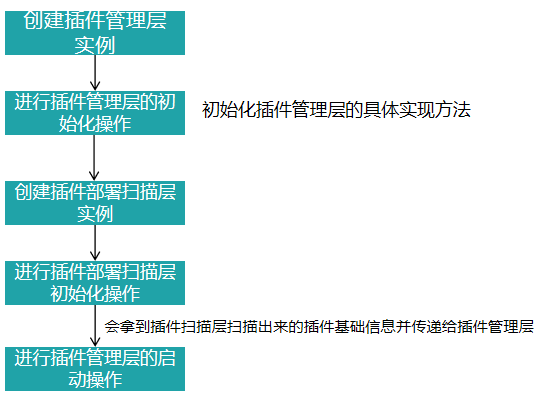 创建插件管理层
实例
进行插件管理层的初
始化操作
初始化插件管理层的具体实现方法
创建插件部署扫描层
实例
进行插件部署扫描层
初始化操作
会拿到插件扫描层扫描出来的插件基础信息并传递给插件管理层
进行插件管理层的启
动操作